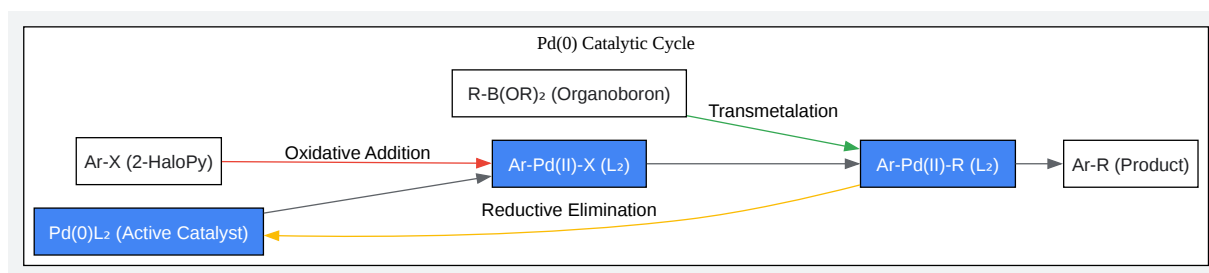 Pd(0) Catalytic Cycle
R-B(OR)₂ (Organoboron)
Transmetalation
Ar-X (2-HaloPy)
Oxidative Addition
Ar-Pd(II)-X (L₂)
Ar-Pd(II)-R (L₂)
Ar-R (Product)
Reductive Elimination
Pd(0)L₂ (Active Catalyst)